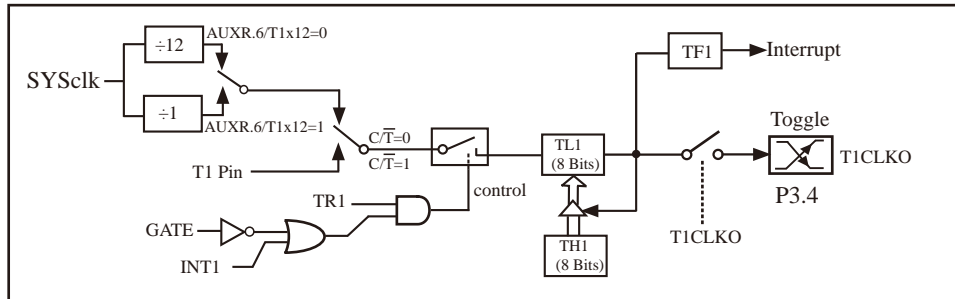 AUXR.6/T1x12=0
÷12
SYSclk
÷1
AUXR.6/T1x12=1
T1 Pin
C/T̅=0
C/T̅=1
TR1
GATE
INT1
control
TL1
(8 Bits)
TH1
(8 Bits)
TF1
Interrupt
Toggle
T1CLKO
P3.4
T1CLKO